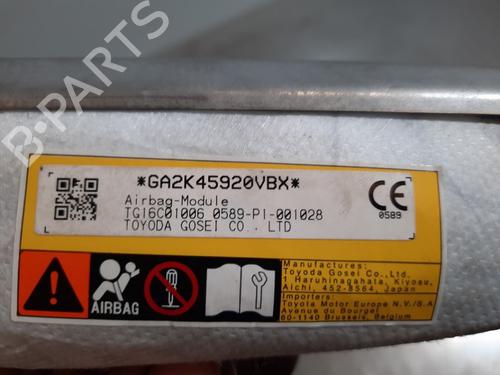 B-PARTS
*GA2K45920VBX*
Airbag-Module
TG16C01006 0589-P1-001028
TOYODA GOSEI CO., LTD
CE
0589
AIRBAG
Manufactures:
Toyoda Gosei Co.,Ltd.
1 Haruhinagahata, Kiyosu,
Aichi, 452-8564, Japan
Importers:
Toyota Motor Europe N.V./S.A
Avenue du Bourget
60-1140 Brussels, Belgium